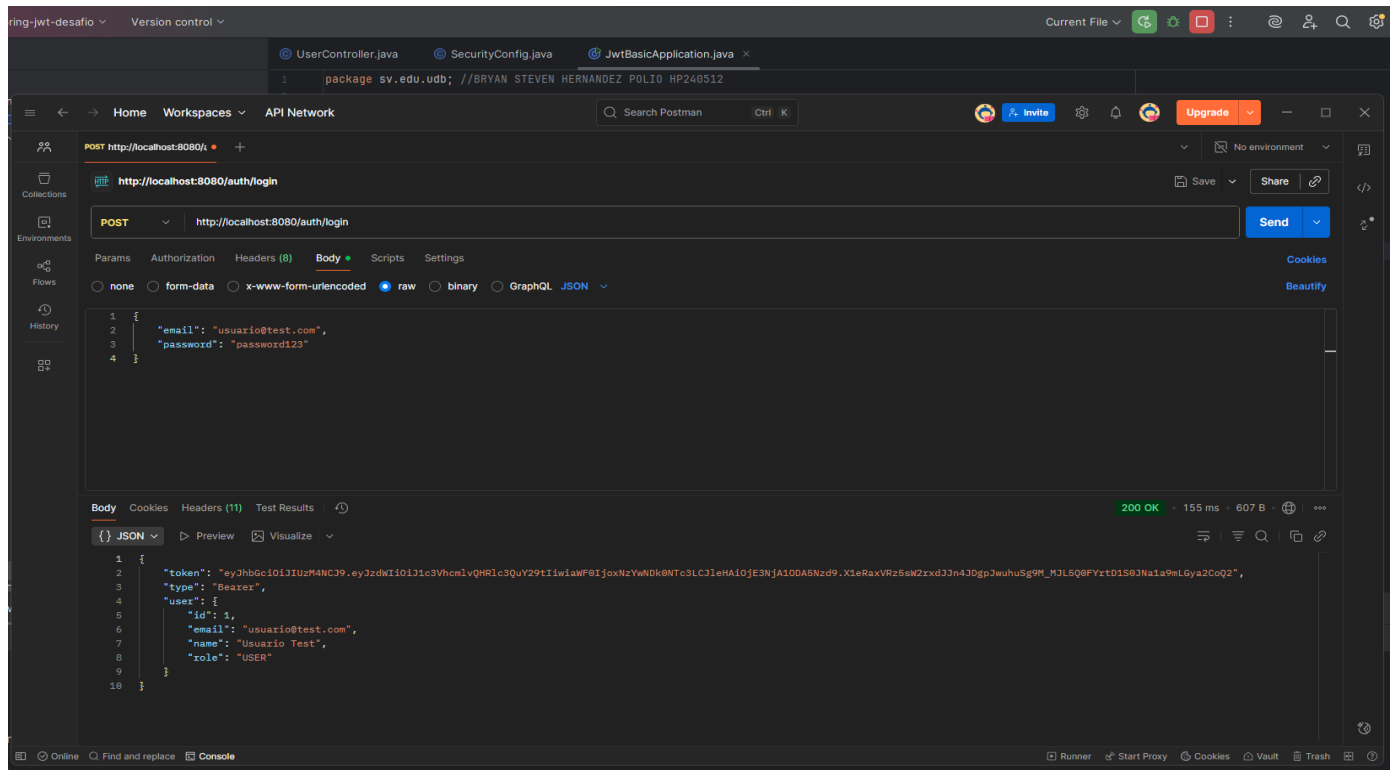 ring-jwt-desafio Version control Current File
UserController.java SecurityConfig.java JwtBasicApplication.java
1 package sv.edu.udb; //BRYAN STEVEN HERNANDEZ POLIO HP240512
Home Workspaces API Network Search Postman Ctrl K Invite Upgrade
POST http://localhost:8080/a No environment
HTTP http://localhost:8080/auth/login Save Share
Collections
POST http://localhost:8080/auth/login Send
Environments
Params Authorization Headers (8) Body Scripts Settings Cookies
Flows
none form-data x-www-form-urlencoded raw binary GraphQL JSON Beautify
History
1 {
2 "email": "usuario@test.com",
3 "password": "password123"
4 }
Body Cookies Headers (11) Test Results 200 OK 155 ms 607 B
{} JSON Preview Visualize
1 {
2 "token":
3 "type": "Bearer",
4 "user": {
5 "id": 1,
6 "email": "usuario@test.com",
7 "name": "Usuario Test",
8 "role": "USER"
9 }
10 }
Online Find and replace Console Runner Start Proxy Cookies Vault Trash